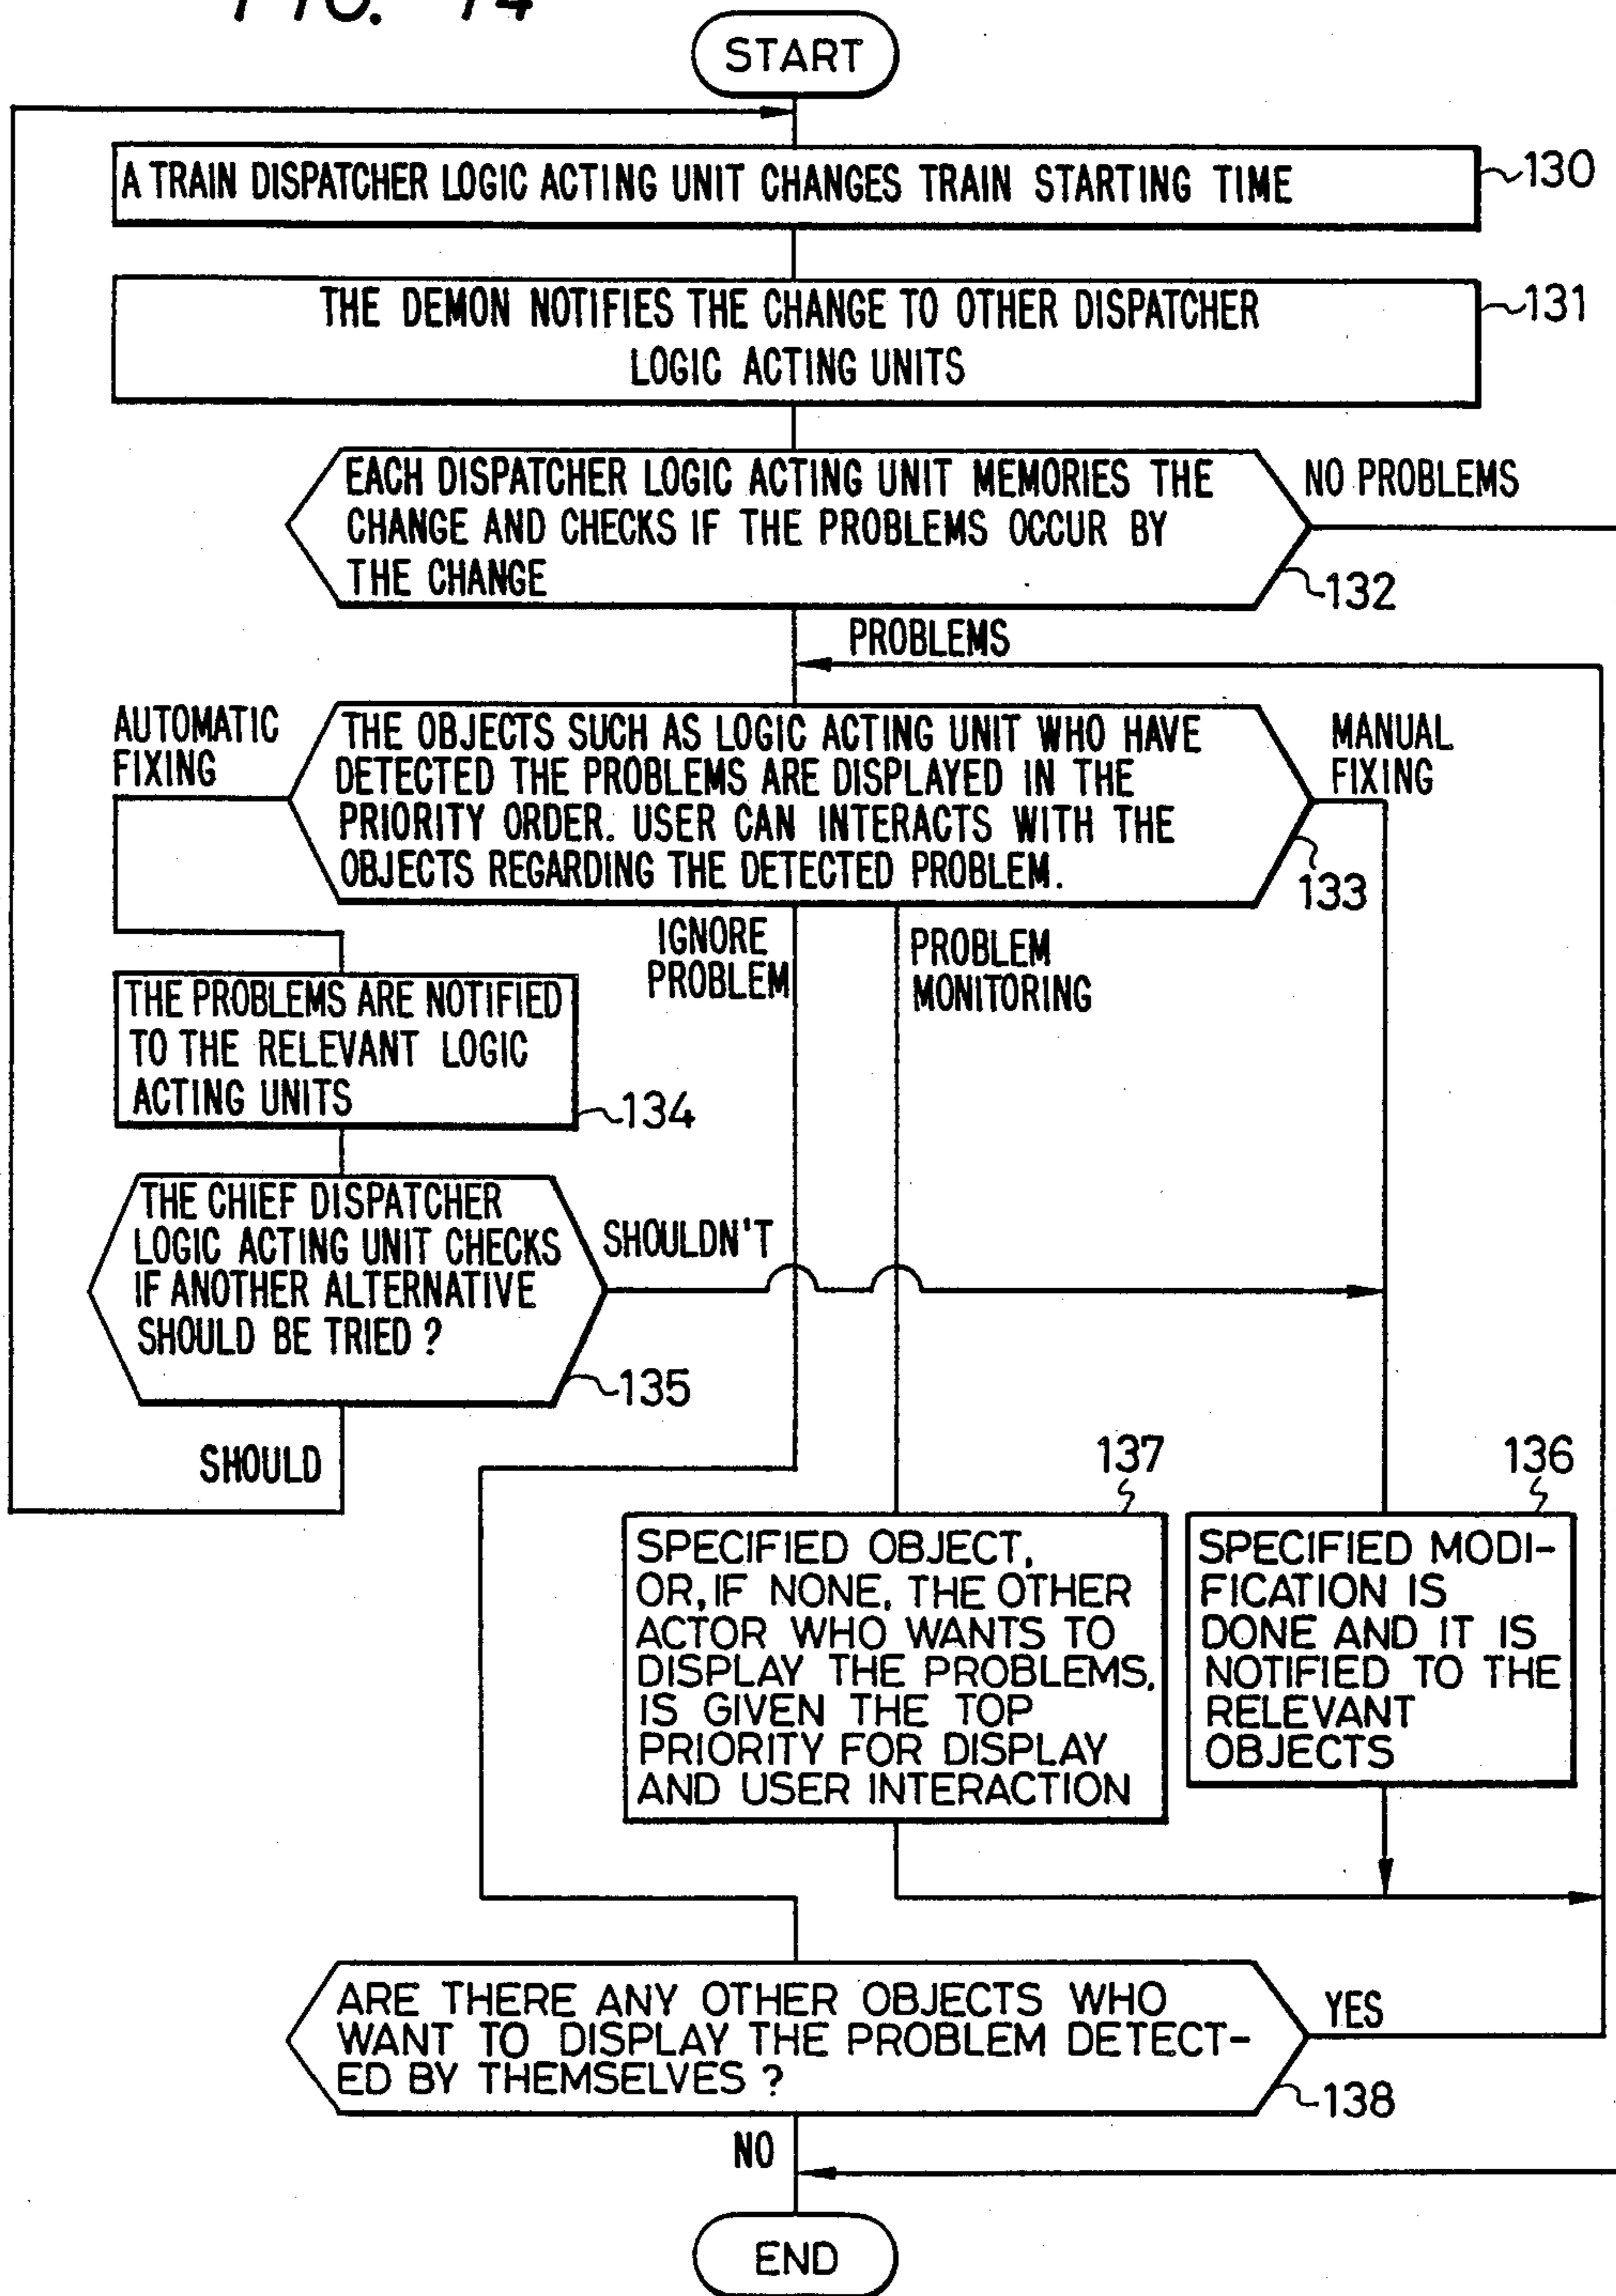 FIG. 14
START
A TRAIN DISPATCHER LOGIC ACTING UNIT CHANGES TRAIN STARTING TIME
130
THE DEMON NOTIFIES THE CHANGE TO OTHER DISPATCHER
LOGIC ACTING UNITS
131
EACH DISPATCHER LOGIC ACTING UNIT MEMORIES THE
CHANGE AND CHECKS IF THE PROBLEMS OCCUR BY
THE CHANGE
NO PROBLEMS
132
PROBLEMS
AUTOMATIC
FIXING
THE OBJECTS SUCH AS LOGIC ACTING UNIT WHO HAVE
DETECTED THE PROBLEMS ARE DISPLAYED IN THE
PRIORITY ORDER. USER CAN INTERACTS WITH THE
OBJECTS REGARDING THE DETECTED PROBLEM.
MANUAL
FIXING
133
IGNORE
PROBLEM
PROBLEM
MONITORING
THE PROBLEMS ARE NOTIFIED
TO THE RELEVANT LOGIC
ACTING UNITS
134
THE CHIEF DISPATCHER
LOGIC ACTING UNIT CHECKS
IF ANOTHER ALTERNATIVE
SHOULD BE TRIED ?
SHOULDN'T
135
SHOULD
137
136
SPECIFIED OBJECT,
OR, IF NONE, THE OTHER
ACTOR WHO WANTS TO
DISPLAY THE PROBLEMS,
IS GIVEN THE TOP
PRIORITY FOR DISPLAY
AND USER INTERACTION
SPECIFIED MODI-
FICATION IS
DONE AND IT IS
NOTIFIED TO THE
RELEVANT
OBJECTS
ARE THERE ANY OTHER OBJECTS WHO
WANT TO DISPLAY THE PROBLEM DETECT-
ED BY THEMSELVES ?
YES
138
NO
END